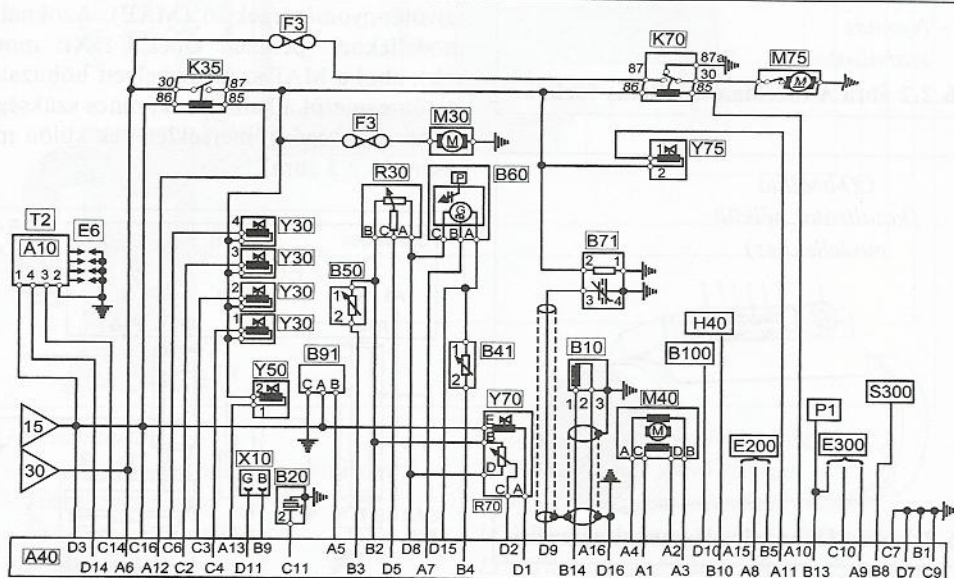 F3
K35
30
87
86
85
K70
87a
87
30
86
85
M75
M
F3
M30
M
R30
B
C
A
P
B60
G
C
B
A
1
Y75
2
T2
A10
1 4 3 2
E6
4
Y30
3
Y30
2
Y30
1
Y30
B50
1
2
B71
2
1
3
4
H40
B100
B41
1
2
B10
1 2 3
Y50
2
1
B91
C A B
Y70
E
B
D
C A
R70
M40
M
A C D B
S300
P1
E200
E300
15
30
X10
G B
B20
2
A40
D3 C14 C16 C6 C3 A13 B9 A5 B2 D8 D15 D2 D9 A16 A4 A2 D10 A15 B5 A10 C10 B8 C7 B1
D14 A6 A12 C2 C4 D11 C11 B3 D5 A7 B4 D1 B14 D16 A1 A3 B10 A8 A11 B13 A9 D7 C9